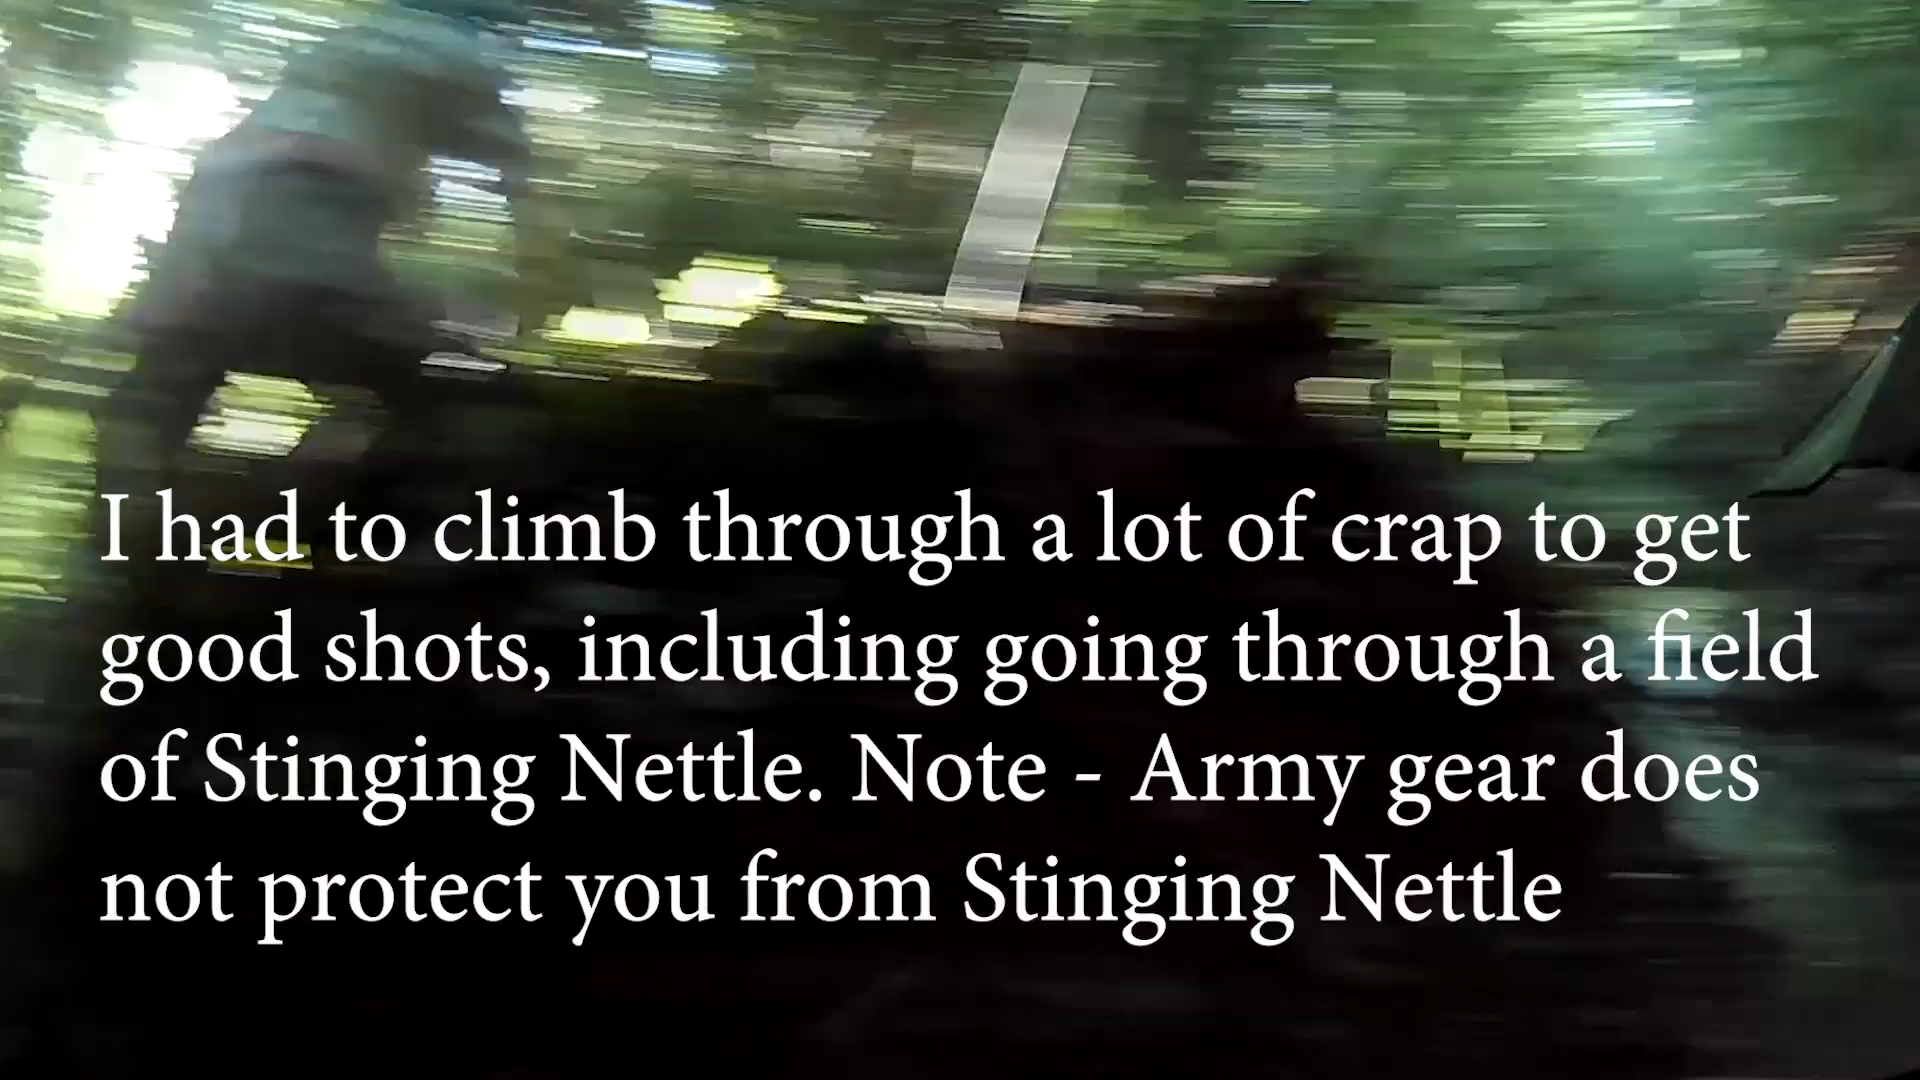 I had to climb through a lot of crap to get
good shots, including going through a field
of Stinging Nettle. Note - Army gear does
not protect you from Stinging Nettle